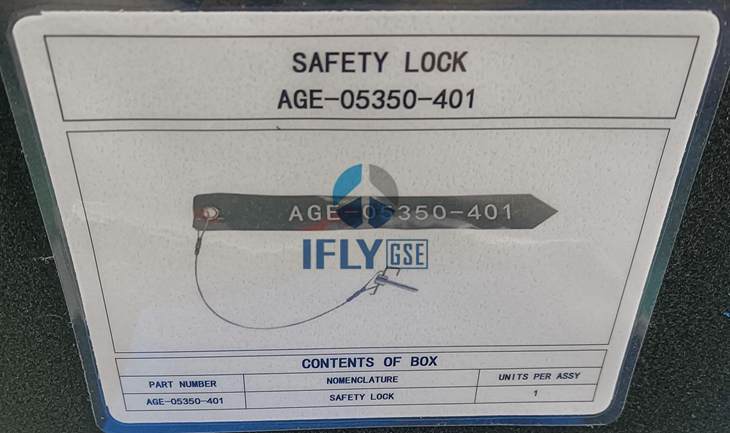 SAFETY LOCK
AGE-05350-401
AGE-05350-401
IFLY GSE
CONTENTS OF BOX
PART NUMBER NOMENCLATURE UNITS PER ASSY
AGE-05350-401 SAFETY LOCK 1